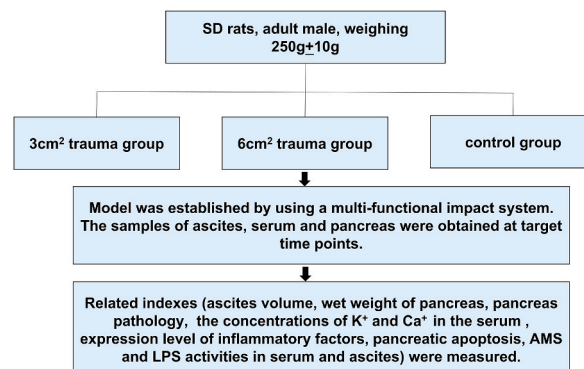 SD rats, adult male, weighing
250g±10g
3cm² trauma group
6cm² trauma group
control group
Model was established by using a multi-functional impact system.
The samples of ascites, serum and pancreas were obtained at target
time points.
Related indexes (ascites volume, wet weight of pancreas, pancreas
pathology, the concentrations of K⁺ and Ca⁺ in the serum ,
expression level of inflammatory factors, pancreatic apoptosis, AMS
and LPS activities in serum and ascites) were measured.